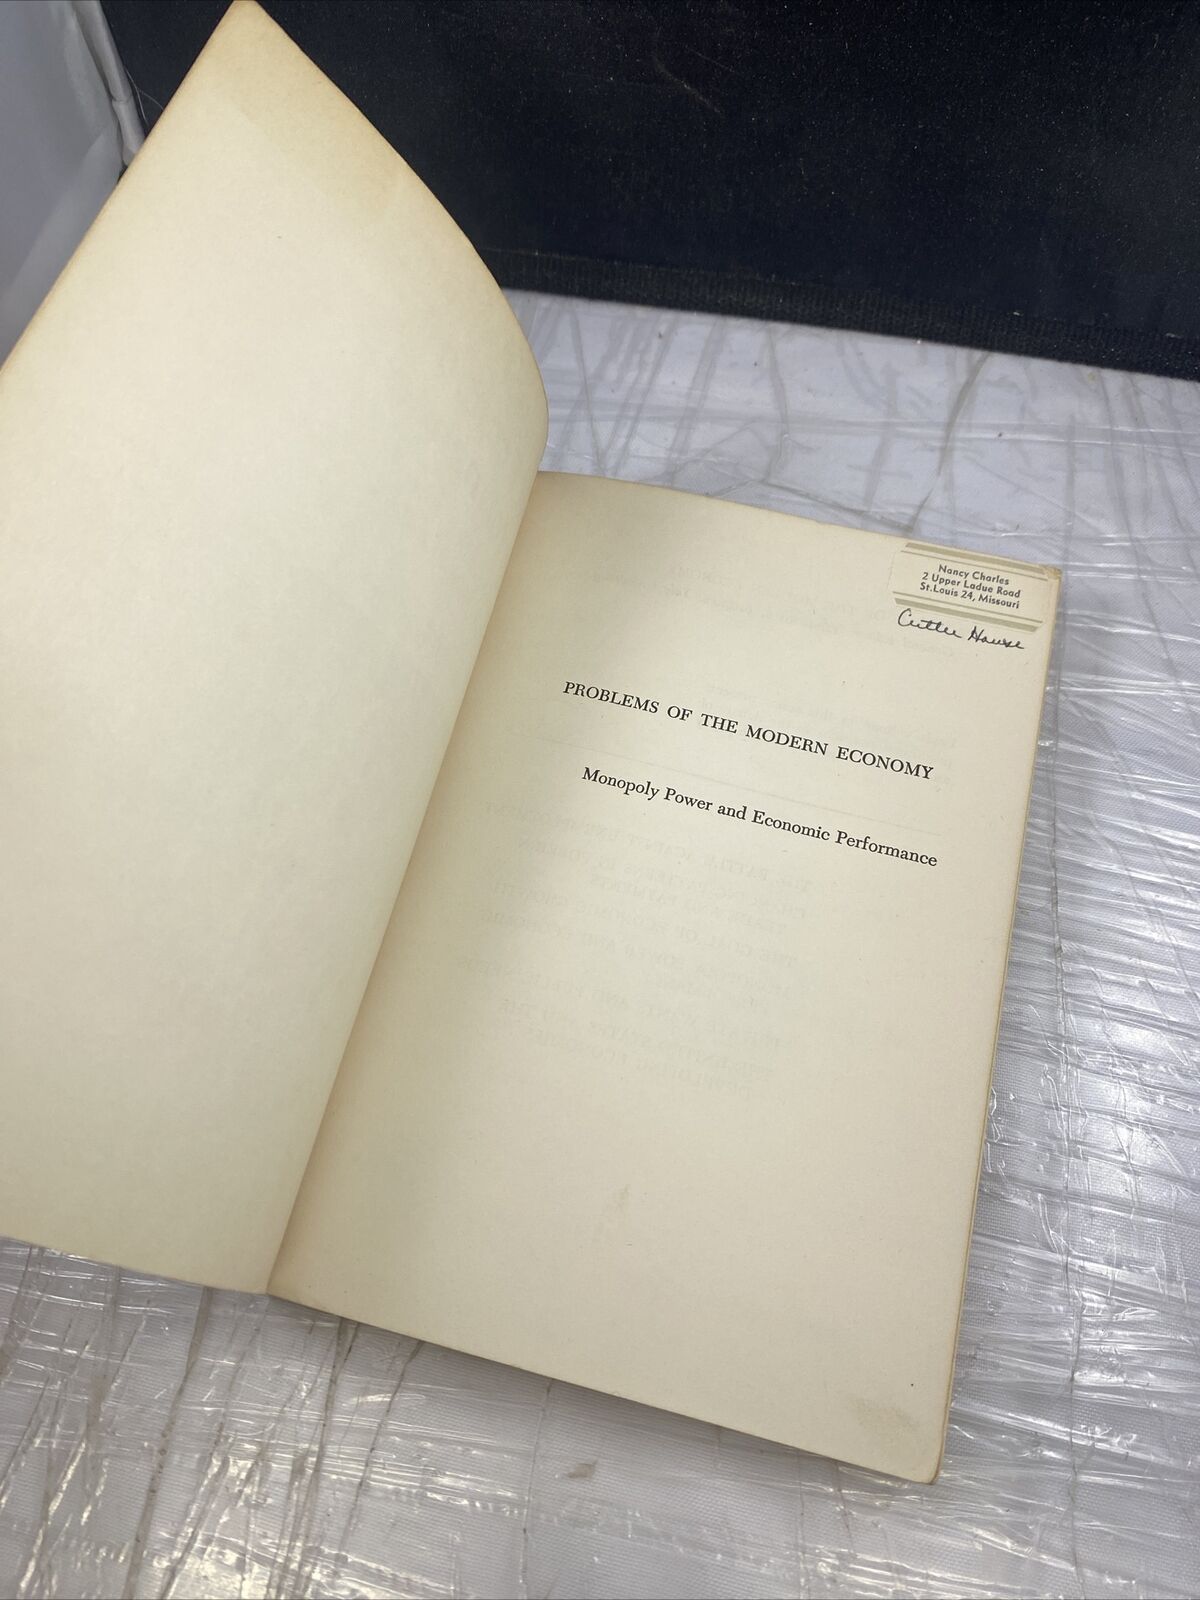 Nancy Charles
2 Upper Ladue Road
St.Louis 24, Missouri
Cutler House
PROBLEMS OF THE MODERN ECONOMY
Monopoly Power and Economic Performance